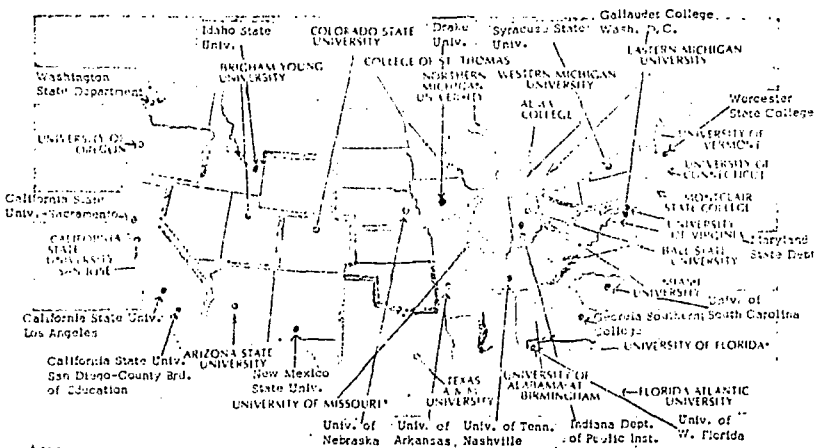 Idaho State
Univ.
COLORADO STATE
UNIVERSITY
Drake
Univ.
Syracuse State
Univ.
Gallaudet College
Wash. D.C.
EASTERN MICHIGAN
UNIVERSITY
Washington
State Department
BRIGHAM YOUNG
UNIVERSITY
COLLEGE OF ST. THOMAS
NORTHERN
MICHIGAN
UNIVERSITY
WESTERN MICHIGAN
UNIVERSITY
ALMA
COLLEGE
Worcester
State College
UNIVERSITY OF
OREGON
UNIVERSITY OF
VERMONT
UNIVERSITY OF
CONNECTICUT
California State
Univ.-Sacramento
MONTCLAIR
STATE COLLEGE
CALIFORNIA
STATE
UNIVERSITY
SAN JOSE
UNIVERSITY
OF VIRGINIA
Maryland
State Dept
BALL STATE
UNIVERSITY
MIAMI
UNIVERSITY
Univ. of
South Carolina
California State Univ.
Los Angeles
Georgia Southern
College
California State Univ.
San Diego-County Brd.
of Education
ARIZONA STATE
UNIVERSITY
New Mexico
State Univ.
UNIVERSITY OF FLORIDA*
UNIVERSITY OF MISSOURI*
TEXAS
A & M
UNIVERSITY
UNIVERSITY OF
ALABAMA AT
BIRMINGHAM
FLORIDA ATLANTIC
UNIVERSITY
Univ. of
Nebraska
Univ. of
Arkansas,
Univ. of Tenn.
Nashville
Indiana Dept.
of Public Inst.
Univ. of
W. Florida